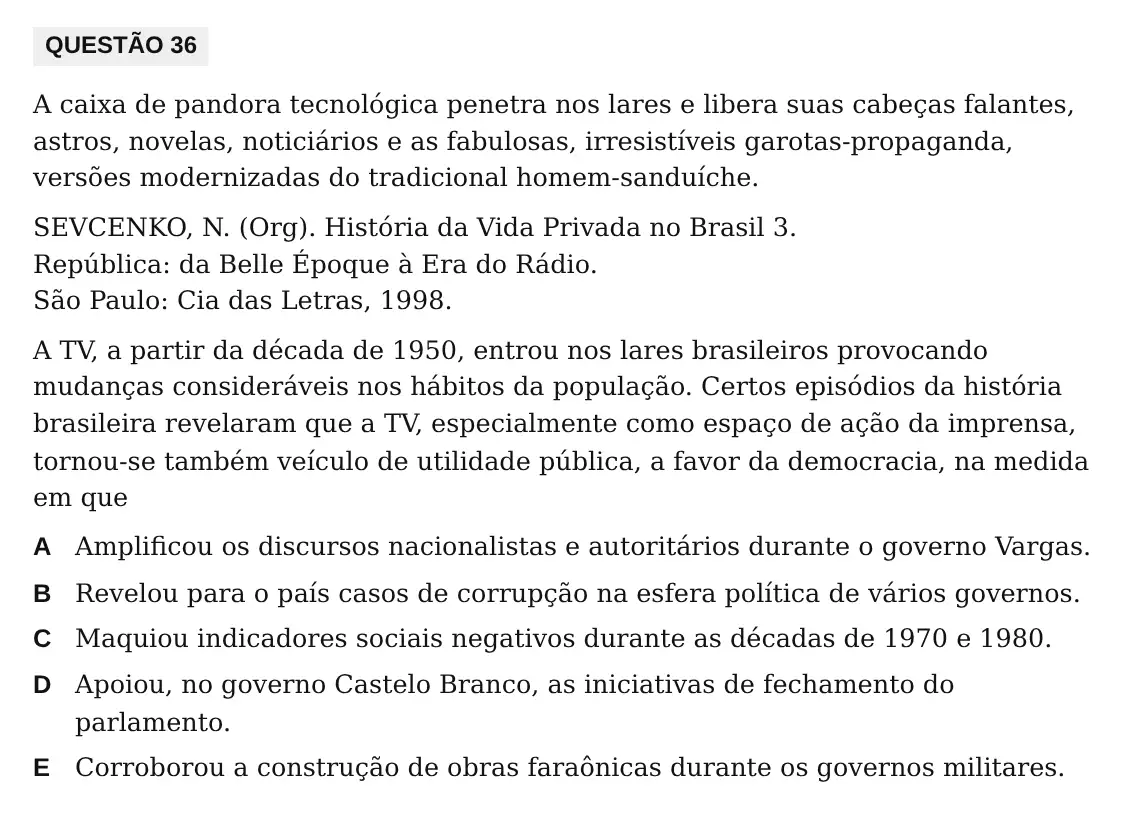 QUESTÃO 36
A caixa de pandora tecnológica penetra nos lares e libera suas cabeças falantes,
astros, novelas, noticiários e as fabulosas, irresistíveis garotas-propaganda,
versões modernizadas do tradicional homem-sanduíche.
SEVCENKO, N. (Org). História da Vida Privada no Brasil 3.
República: da Belle Époque à Era do Rádio.
São Paulo: Cia das Letras, 1998.
A TV, a partir da década de 1950, entrou nos lares brasileiros provocando
mudanças consideráveis nos hábitos da população. Certos episódios da história
brasileira revelaram que a TV, especialmente como espaço de ação da imprensa,
tornou-se também veículo de utilidade pública, a favor da democracia, na medida
em que
A Amplificou os discursos nacionalistas e autoritários durante o governo Vargas.
B Revelou para o país casos de corrupção na esfera política de vários governos.
C Maquiou indicadores sociais negativos durante as décadas de 1970 e 1980.
D Apoiou, no governo Castelo Branco, as iniciativas de fechamento do
parlamento.
E Corroborou a construção de obras faraônicas durante os governos militares.